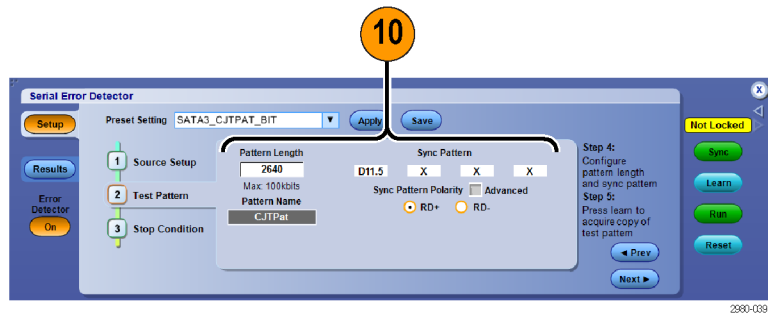 10
Serial Error Detector
X
Setup
Preset Setting SATA3_CJTPAT_BIT Apply Save
Not Locked
Results
Error
Detector
On
1 Source Setup
2 Test Pattern
3 Stop Condition
Pattern Length
2640
Max: 100kbits
Pattern Name
CJTPat
Sync Pattern
D11.5 X X X
Sync Pattern Polarity Advanced
RD+ RD-
Step 4:
Configure
pattern length
and sync pattern
Step 5:
Press learn to
acquire copy of
test pattern
◄ Prev
Next ►
Sync
Learn
Run
Reset
2980-039